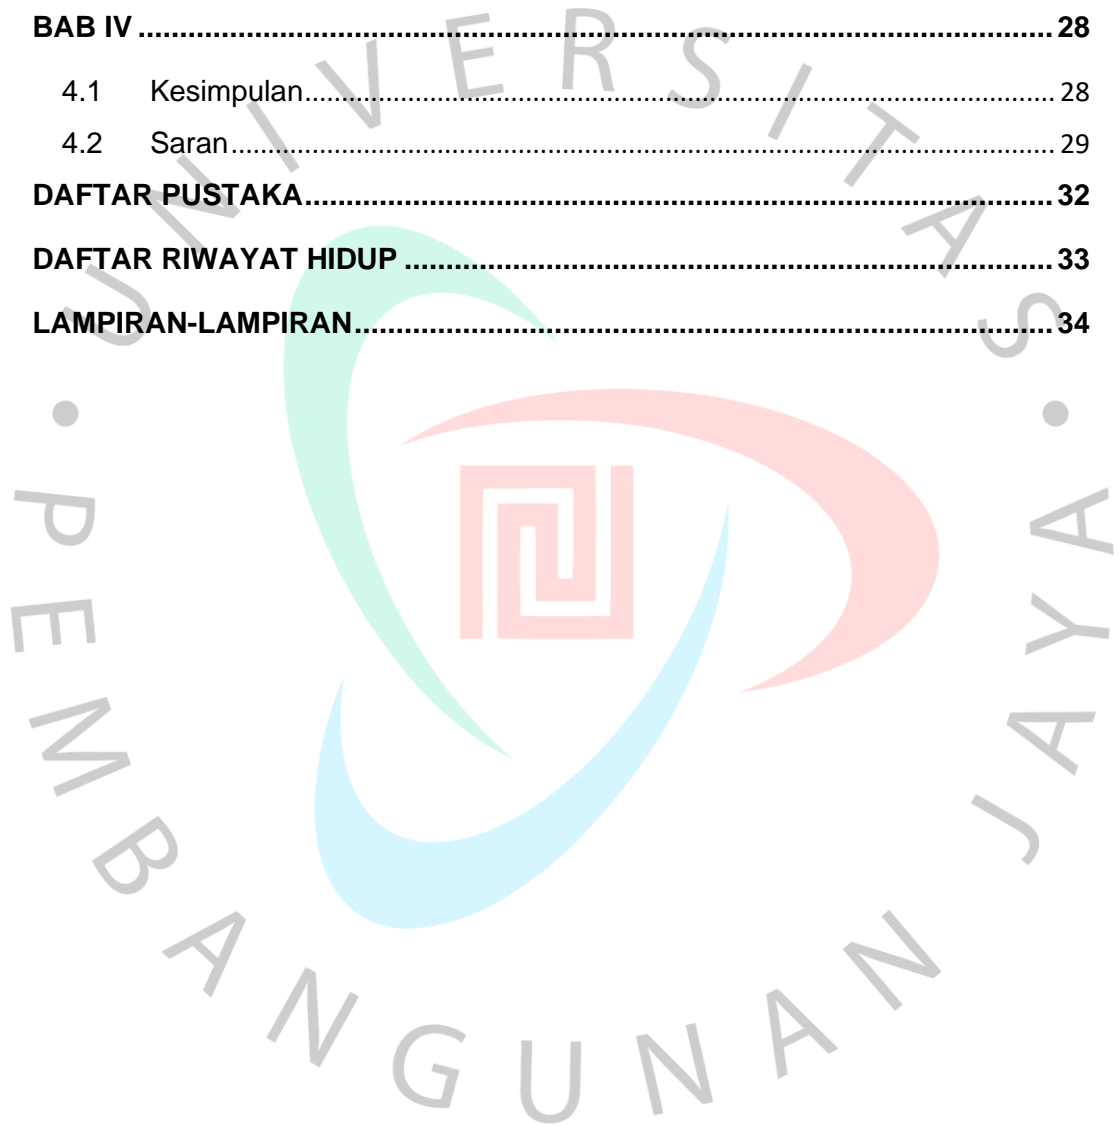 BAB IV ........................................................................................................ 28
4.1 Kesimpulan................................................................................................ 28
4.2 Saran......................................................................................................... 29
DAFTAR PUSTAKA....................................................................................... 32
DAFTAR RIWAYAT HIDUP ........................................................................... 33
LAMPIRAN-LAMPIRAN.................................................................................. 34
UNIVERSITAS • PEMBANGUNAN JAYA •